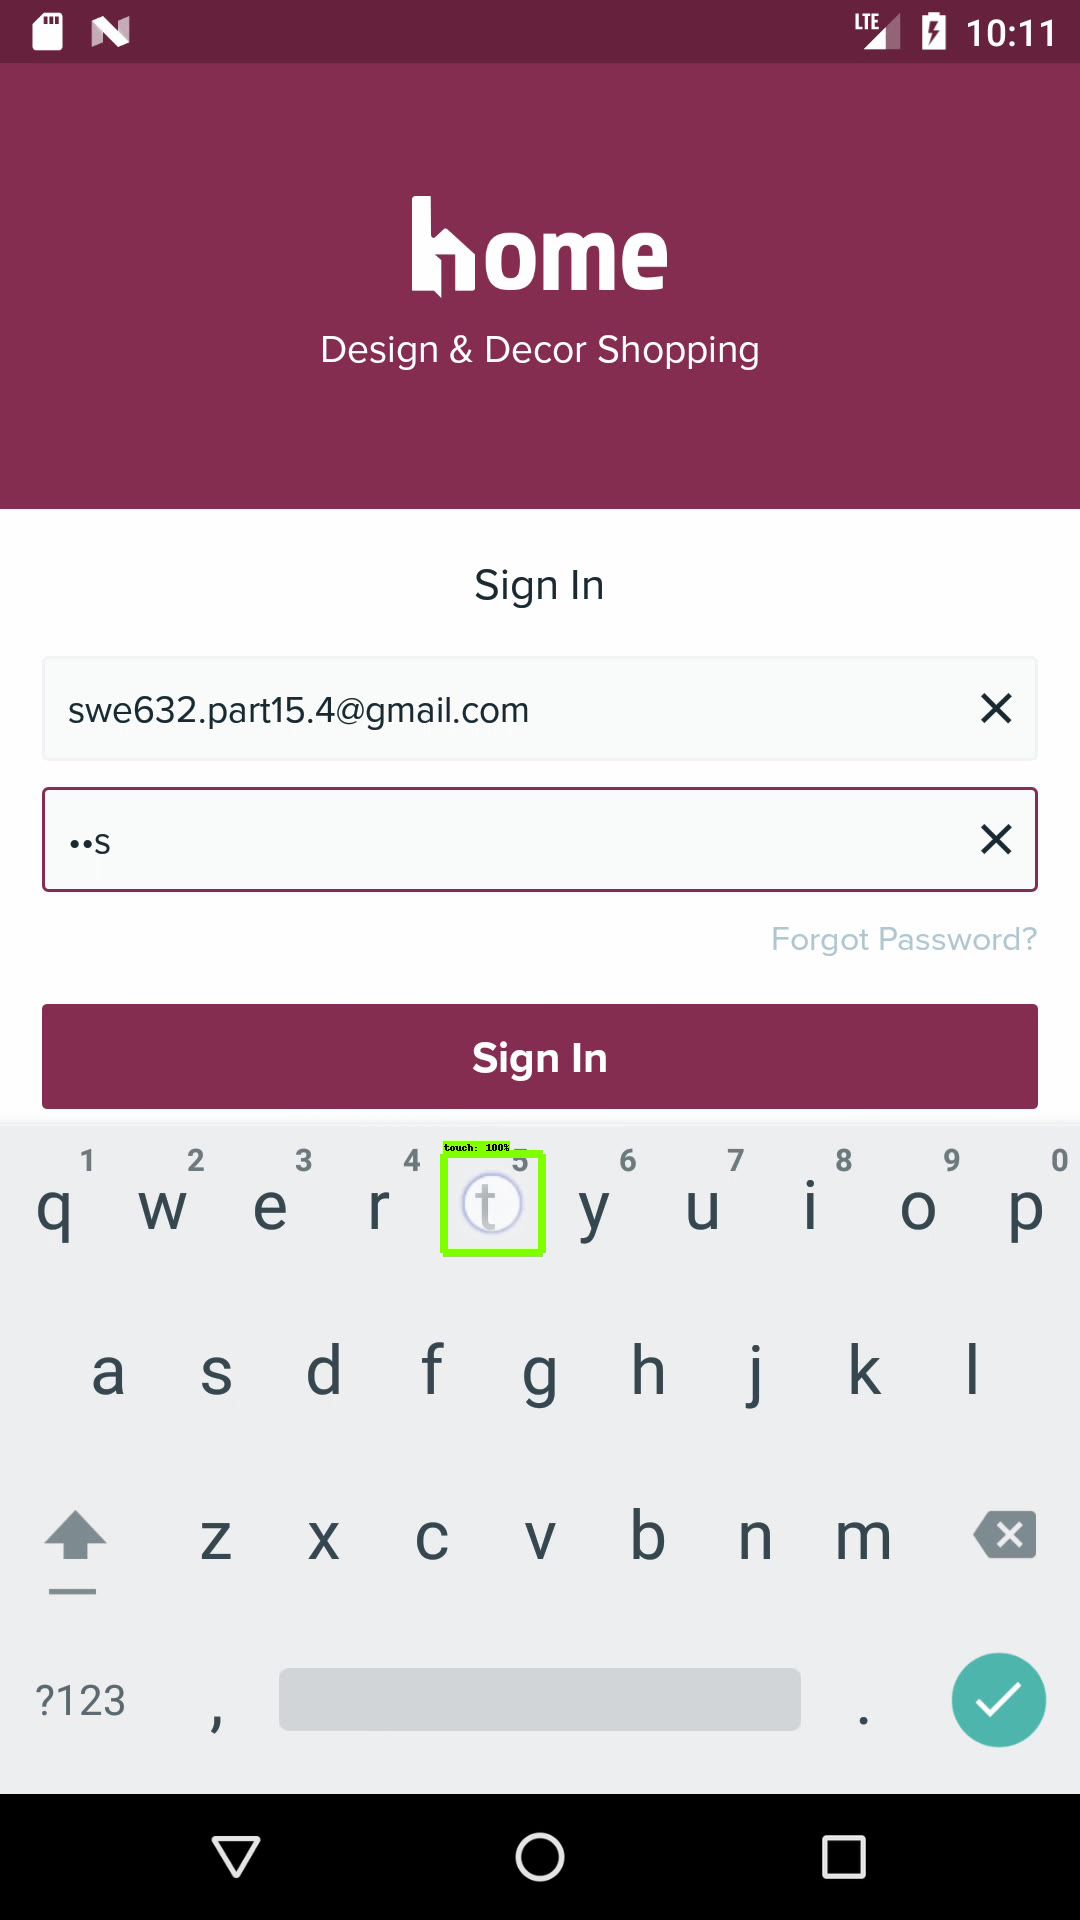 LTE 10:11
home
Design & Decor Shopping
Sign In
swe632.part15.4@gmail.com
••s
Forgot Password?
Sign In
touch: 100%
1 2 3 4 5 6 7 8 9 0
q w e r t y u i o p
a s d f g h j k l
z x c v b n m
?123 , .